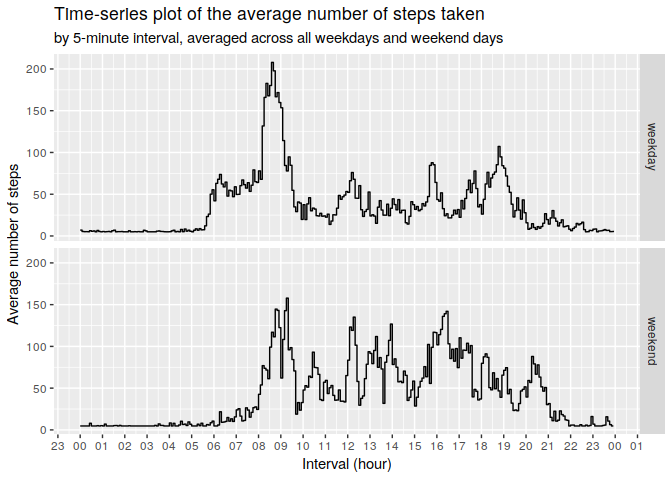 Time-series plot of the average number of steps taken
by 5-minute interval, averaged across all weekdays and weekend days
Average number of steps
200
150
100
50
0
weekday
200
150
100
50
0
weekend
23 00 01 02 03 04 05 06 07 08 09 10 11 12 13 14 15 16 17 18 19 20 21 22 23 00 01
Interval (hour)